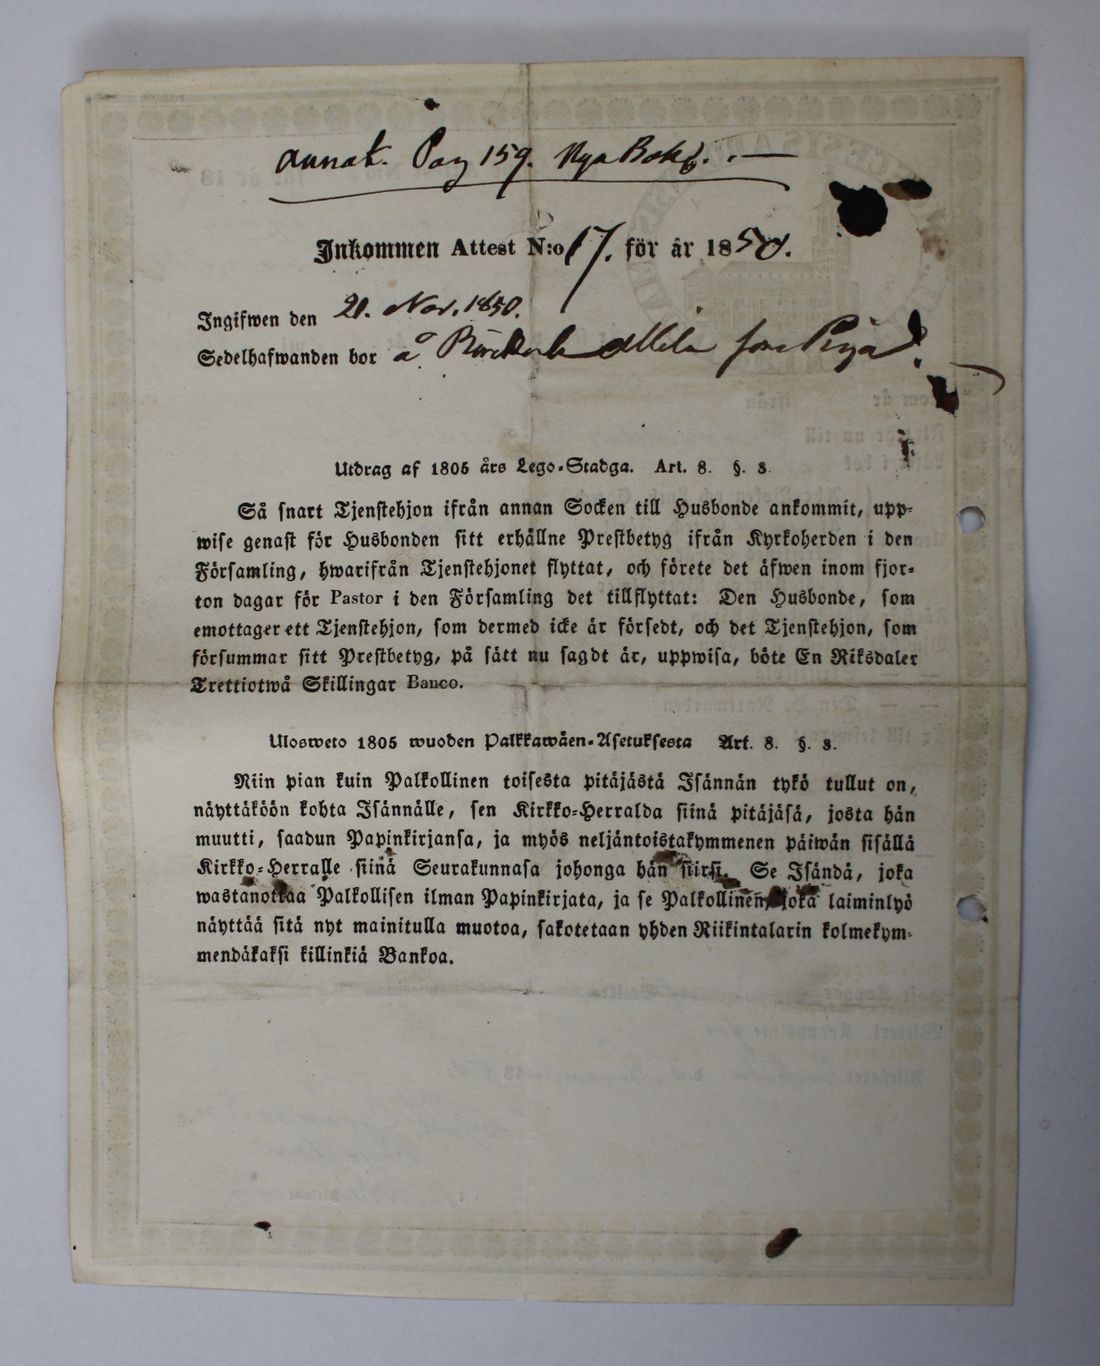 annot. Pag 159. Nya Bokf.
Inkommen Attest N:o 17. för år 1850.
Ingifwen den 21. Nov. 1850.
Sedelhafwanden bor å Mila som Piga
Utdrag af 1805 års Lego-Stadga. Art. 8. §. 8.
Så snart Tjenstehjon ifrån annan Socken till Husbonde ankommit, upp-
wise genast för Husbonden sitt erhållne Prestbetyg ifrån Kyrkoherden i den
Församling, hwarifrån Tjenstehjonet flyttat, och förete det äfwen inom fjor-
ton dagar för Pastor i den Församling det tillflyttat: Den Husbonde, som
emottager ett Tjenstehjon, som dermed icke är försedt, och det Tjenstehjon, som
försummar sitt Prestbetyg, på sätt nu sagdt är, uppwisa, böte En Riksdaler
Trettiotwå Skillingar Banco.
Ulosweto 1805 wuoden Palkkawäen-Asetuksesta Art. 8. §. 8.
Niin pian kuin Palkollinen toisesta pitäjästä Isännän tykö tullut on,
näyttäköön kohta Isännälle, sen Kirkko-Herralda siinä pitäjäsä, josta hän
muutti, saadun Papinkirjansa, ja myös neljäntoistakymmenen päiwän sisällä
Kirkko-Herralle siinä Seurakunnasa johonga hän siirsi. Se Isändä, joka
wastanottaa Palkollisen ilman Papinkirjata, ja se Palkollinen, joka laiminlyö
näyttää sitä nyt mainitulla muotoa, sakotetaan yhden Riikintalarin kolmekym-
mendäkaksi killinkiä Bankoa.